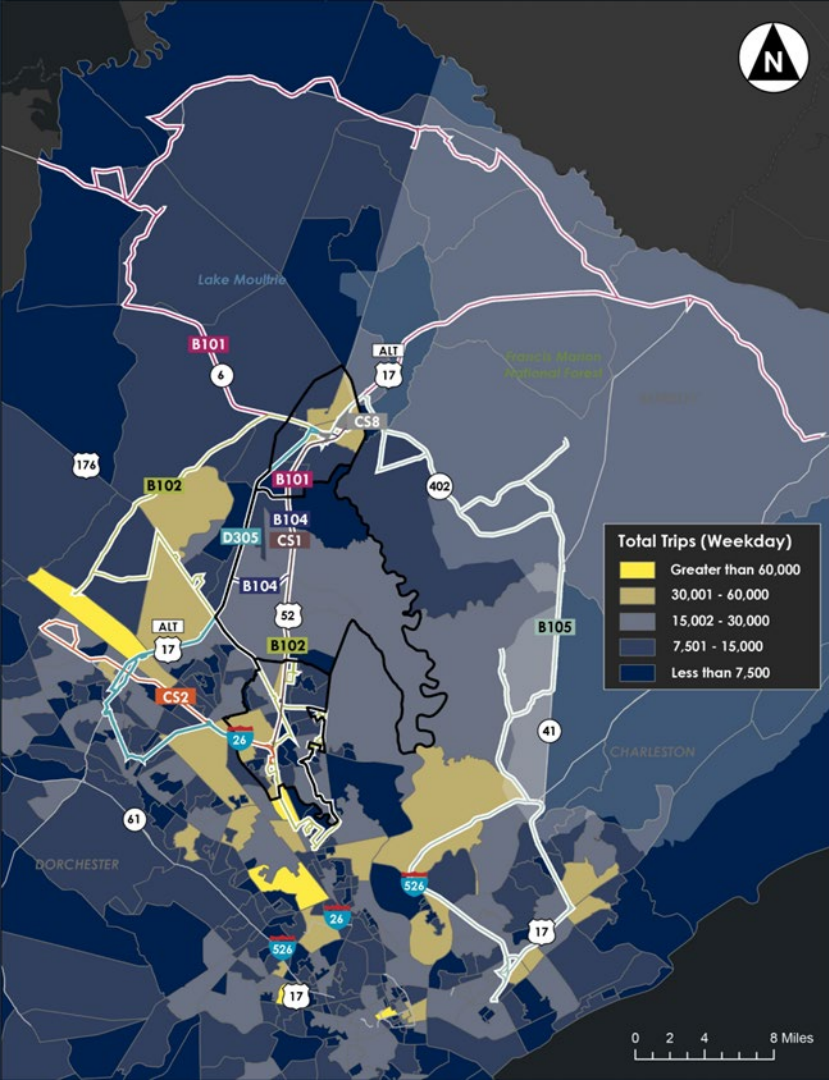 N
Lake Moultrie
B101
6
ALT
17
Francis Marion
National Forest
BERKELEY
CS8
176
B102
B101
402
B104
D305
CS1
B104
52
ALT
17
B102
CS2
26
B105
41
Total Trips (Weekday)
Greater than 60,000
30,001 - 60,000
15,002 - 30,000
7,501 - 15,000
Less than 7,500
CHARLESTON
61
DORCHESTER
526
26
17
526
17
0 2 4 8 Miles